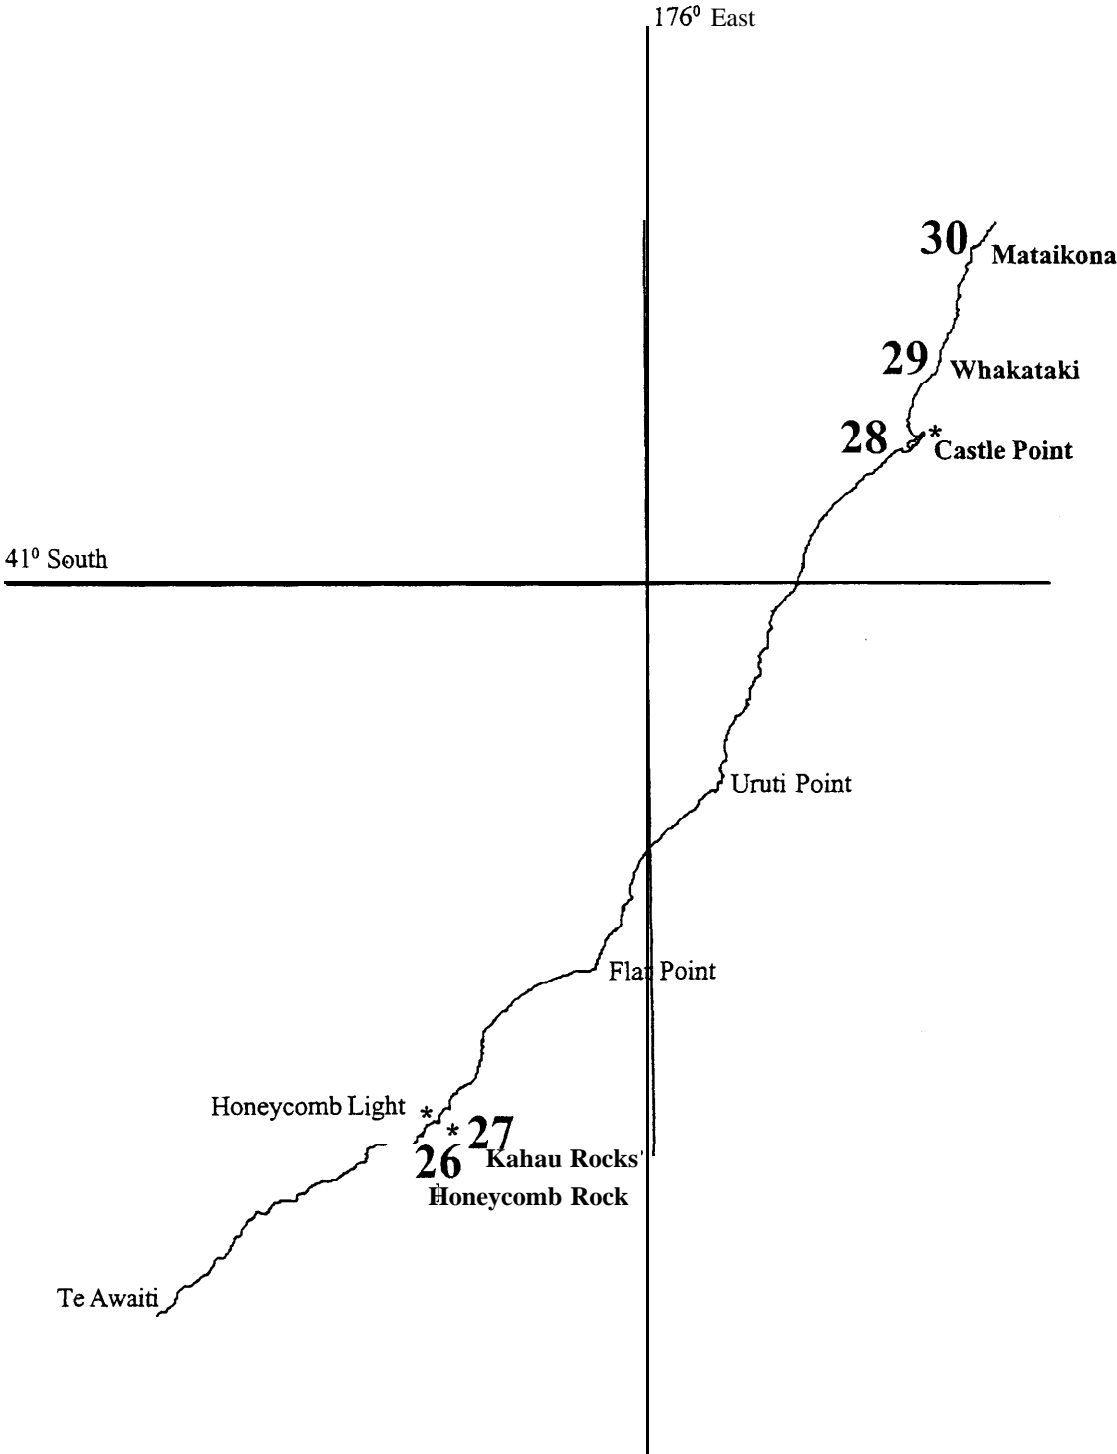 176⁰ East
30
Mataikona
29
Whakataki
28
*
Castle Point
41⁰ South
Uruti Point
Flat Point
Honeycomb Light *
* 27
26
Kahau Rocks
Honeycomb Rock
Te Awaiti